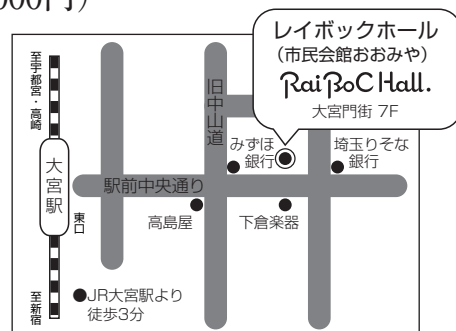 000円）
レイボックホール
（市民会館おおみや）
RaiBoC Hall.
大宮門街 7F
至宇都宮・高崎
旧中山道
みずほ
銀行
埼玉りそな
銀行
大宮駅
駅前中央通り
東口
高島屋
下倉楽器
至新宿
●JR大宮駅より
徒歩3分